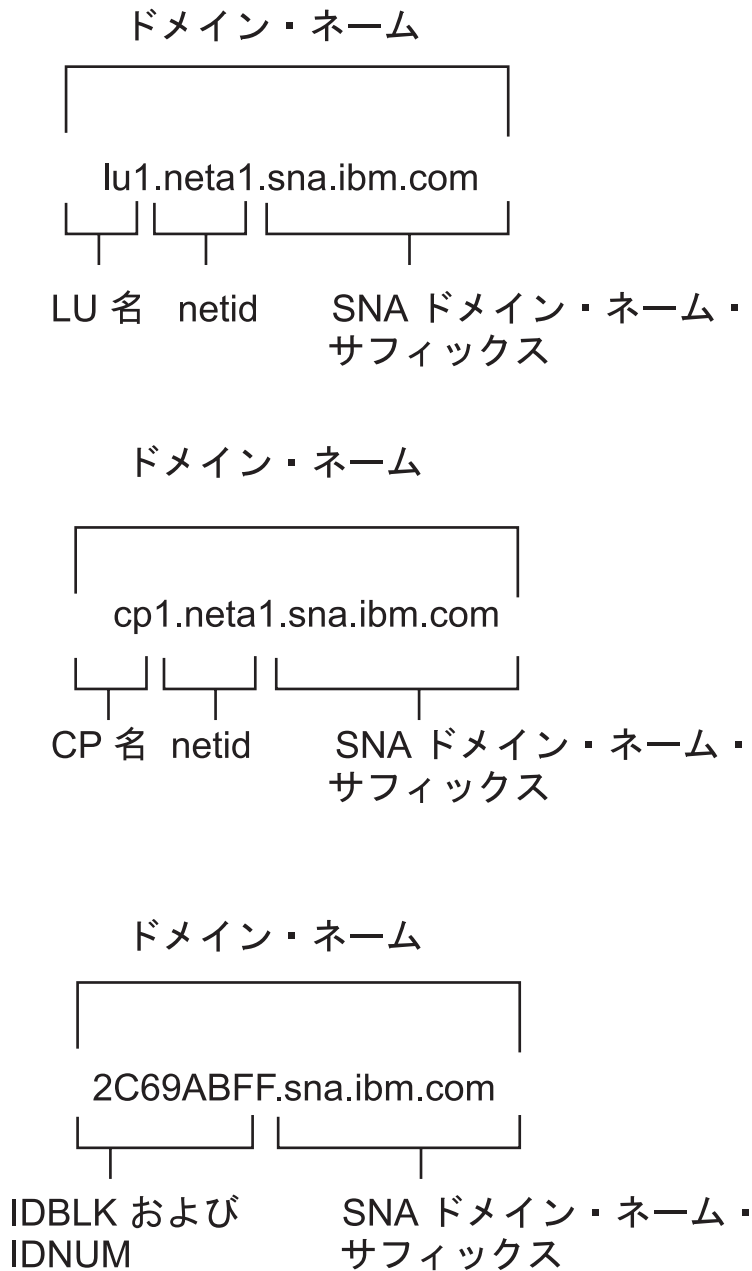 ドメイン・ネーム
lu1.neta1.sna.ibm.com
LU 名 netid SNA ドメイン・ネーム・
サフィックス
ドメイン・ネーム
cp1.neta1.sna.ibm.com
CP 名 netid SNA ドメイン・ネーム・
サフィックス
ドメイン・ネーム
2C69ABFF.sna.ibm.com
IDBLK および SNA ドメイン・ネーム・
IDNUM サフィックス